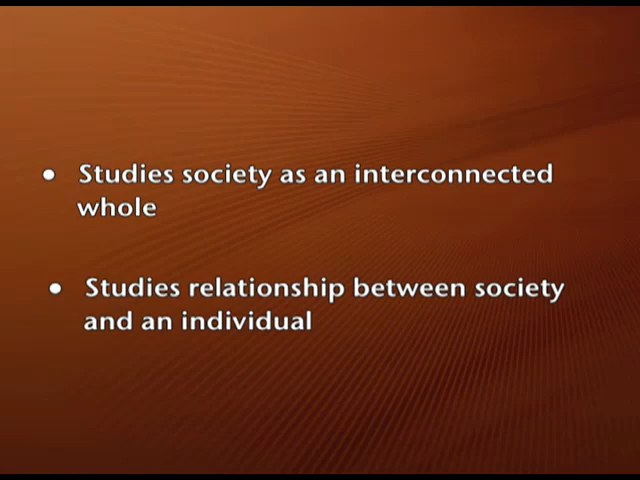 • Studies society as an interconnected
whole
• Studies relationship between society
and an individual